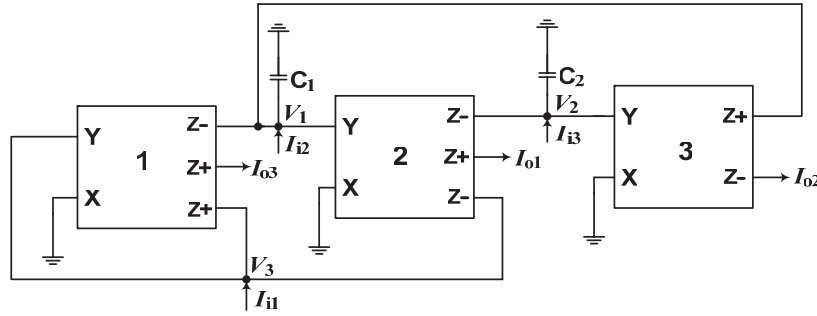 C1
C2
Y
X
1
Z-
Z+
Z+
Io3
V1
Ii2
Y
X
2
Z-
Z+
Z-
Io1
V2
Ii3
Y
X
3
Z+
Z-
Io2
V3
Ii1